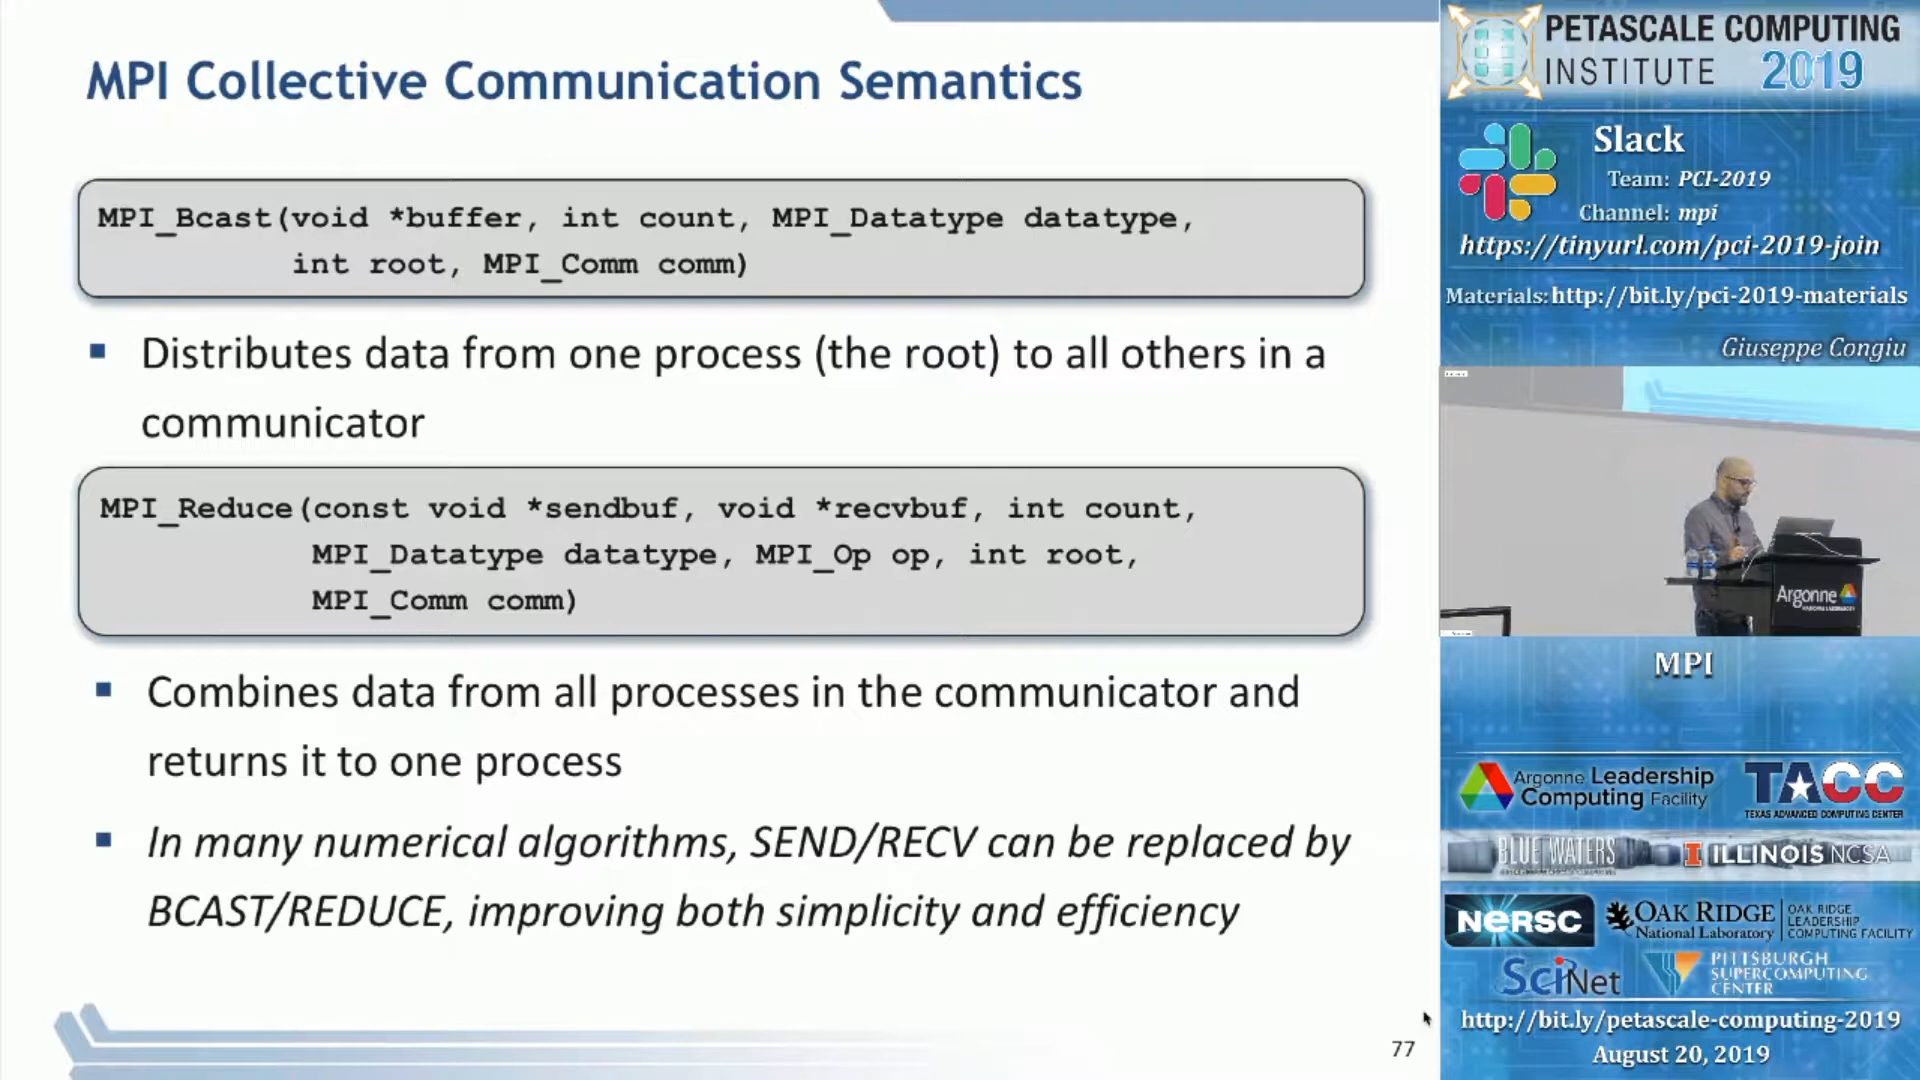 MPI Collective Communication Semantics
MPI_Bcast(void *buffer, int count, MPI_Datatype datatype,
int root, MPI_Comm comm)
Distributes data from one process (the root) to all others in a
communicator
MPI_Reduce(const void *sendbuf, void *recvbuf, int count,
MPI_Datatype datatype, MPI_Op op, int root,
MPI_Comm comm)
Combines data from all processes in the communicator and
returns it to one process
In many numerical algorithms, SEND/RECV can be replaced by
BCAST/REDUCE, improving both simplicity and efficiency
77
PETASCALE COMPUTING
INSTITUTE 2019
Slack
Team: PCI-2019
Channel: mpi
https://tinyurl.com/pci-2019-join
Materials: http://bit.ly/pci-2019-materials
Giuseppe Congiu
Argonne
NATIONAL LABORATORY
MPI
Argonne Leadership
Computing Facility
TACC
TEXAS ADVANCED COMPUTING CENTER
BLUE WATERS
ILLINOIS NCSA
NERSC
OAK RIDGE
National Laboratory
OAK RIDGE
LEADERSHIP
COMPUTING FACILITY
SciNet
PITTSBURGH
SUPERCOMPUTING
CENTER
http://bit.ly/petascale-computing-2019
August 20, 2019